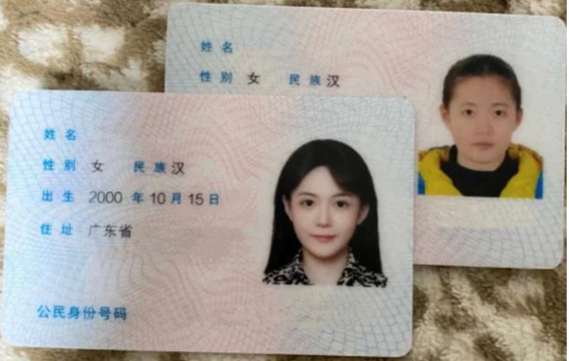 姓名
性别 女 民族汉
姓名
性别 女 民族汉
出生 2000 年 10 月 15 日
住址 广东省
公民身份号码